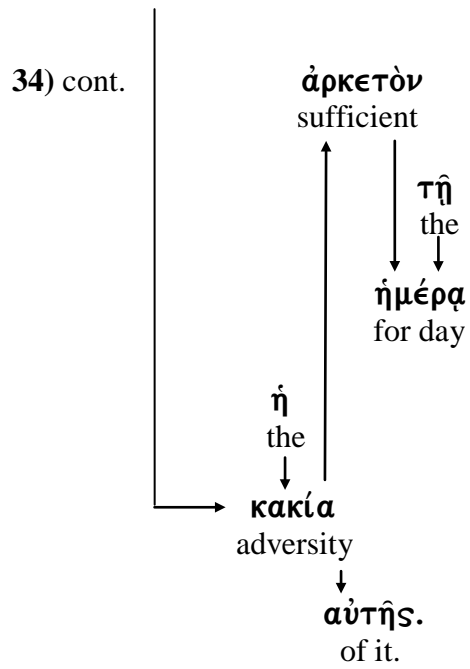 34) cont.
ἀρκετὸν
sufficient
τῇ
the
ἡμέρᾳ
for day
ἡ
the
κακία
adversity
αὐτῆς.
of it.